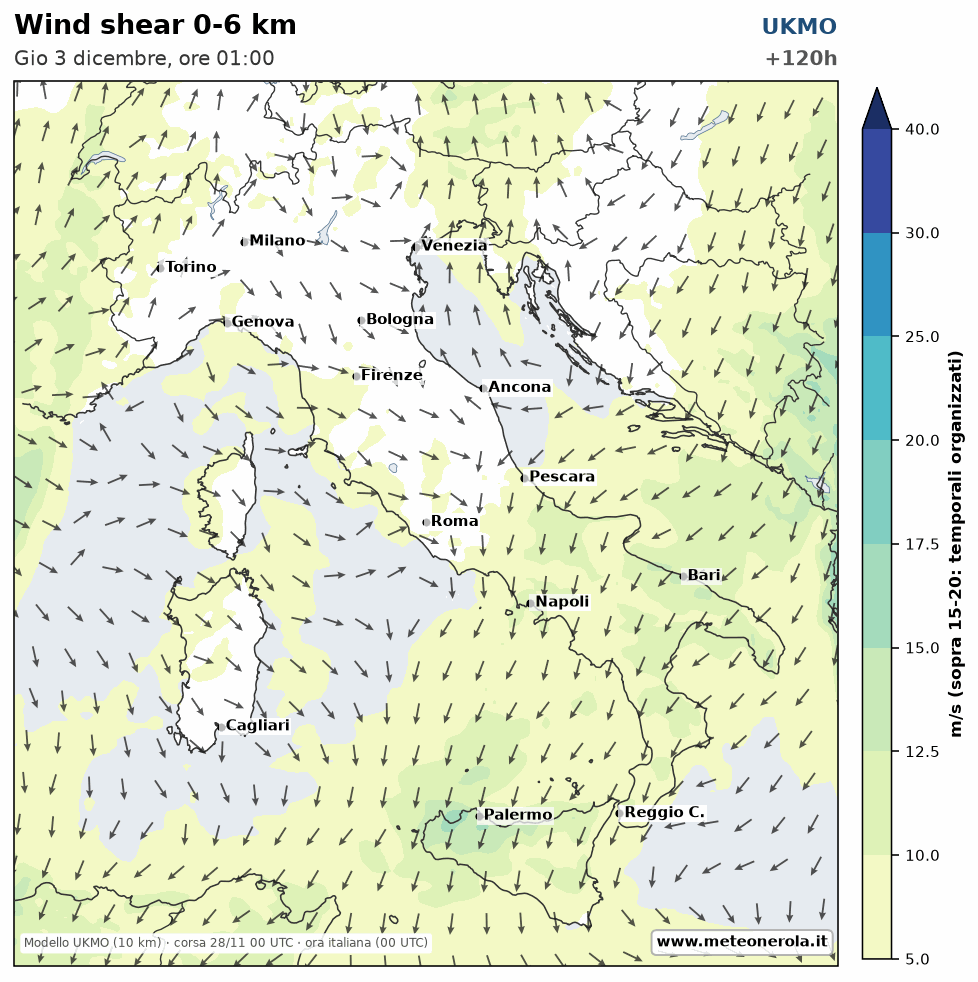 Wind shear 0-6 km
UKMO
Gio 3 dicembre, ore 01:00
+120h
Milano
Venezia
Torino
Genova
Bologna
Firenze
Ancona
Pescara
Roma
Bari
Napoli
Cagliari
Palermo
Reggio C.
Modello UKMO (10 km) · corsa 28/11 00 UTC · ora italiana (00 UTC)
www.meteonerola.it
40.0
30.0
25.0
20.0
17.5
15.0
12.5
10.0
5.0
m/s (sopra 15-20: temporali organizzati)